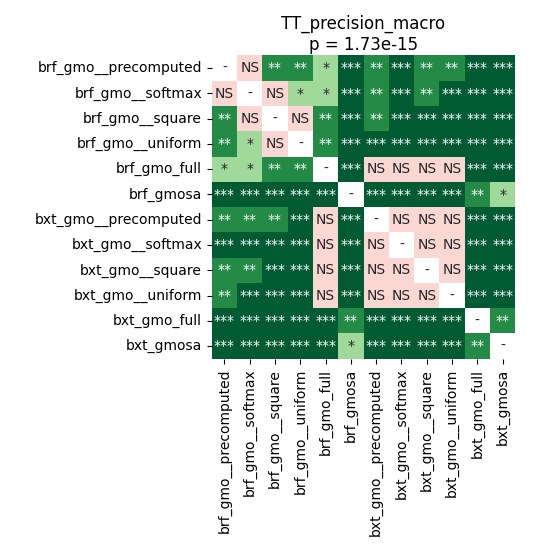 TT_precision_macro
p = 1.73e-15
brf_gmo__precomputed - NS ** ** * *** ** *** ** ** *** ***
brf_gmo__softmax NS - NS * * *** ** *** ** *** *** ***
brf_gmo__square ** NS - NS ** *** ** *** *** *** *** ***
brf_gmo__uniform ** * NS - ** *** *** *** *** *** *** ***
brf_gmo_full * * ** ** - *** NS NS NS NS *** ***
brf_gmosa *** *** *** *** *** - *** *** *** *** ** *
bxt_gmo__precomputed ** ** ** *** NS *** - NS NS NS *** ***
bxt_gmo__softmax *** *** *** *** NS *** NS - NS NS *** ***
bxt_gmo__square ** ** *** *** NS *** NS NS - NS *** ***
bxt_gmo__uniform ** *** *** *** NS *** NS NS NS - *** ***
bxt_gmo_full *** *** *** *** *** ** *** *** *** *** - **
bxt_gmosa *** *** *** *** *** * *** *** *** *** ** -
brf_gmo__precomputed
brf_gmo__softmax
brf_gmo__square
brf_gmo__uniform
brf_gmo_full
brf_gmosa
bxt_gmo__precomputed
bxt_gmo__softmax
bxt_gmo__square
bxt_gmo__uniform
bxt_gmo_full
bxt_gmosa